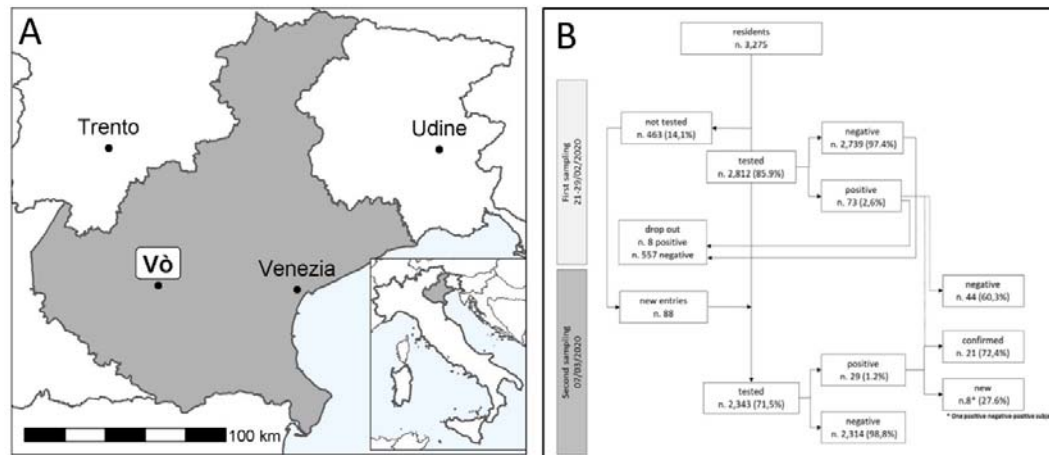 A
Trento
Udine
Vò
Venezia
100 km
B
residents
n. 3,275
First sampling
21-29/02/2020
not tested
n. 463 (14,1%)
tested
n. 2,812 (85.9%)
negative
n. 2,739 (97.4%)
positive
n. 73 (2,6%)
drop out
n. 8 positive
n. 557 negative
Second sampling
07/03/2020
new entries
n. 88
negative
n. 44 (60,3%)
confirmed
n. 21 (72,4%)
positive
n. 29 (1.2%)
new
n.8* (27.6%)
* One positive-negative-positive subje
tested
n. 2,343 (71,5%)
negative
n. 2,314 (98,8%)